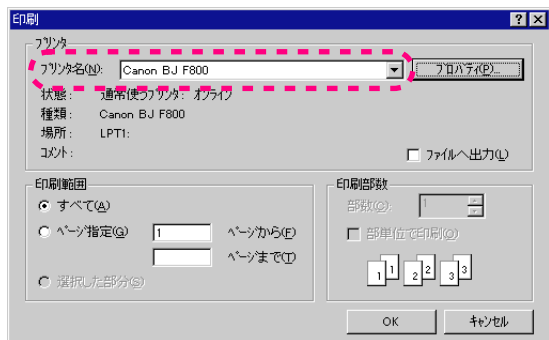 印刷
プリンタ
プリンタ名(N): Canon BJ F800 プロパティ(P)...
状態: 通常使うプリンタ: オンライン
種類: Canon BJ F800
場所: LPT1:
コメント: ファイルへ出力(L)
印刷範囲
すべて(A)
ページ指定(G) 1 ページから(F)
ページまで(T)
選択した部分(S)
印刷部数
部数(C): 1
部単位で印刷(O)
1 1 2 2 3 3
OK キャンセル